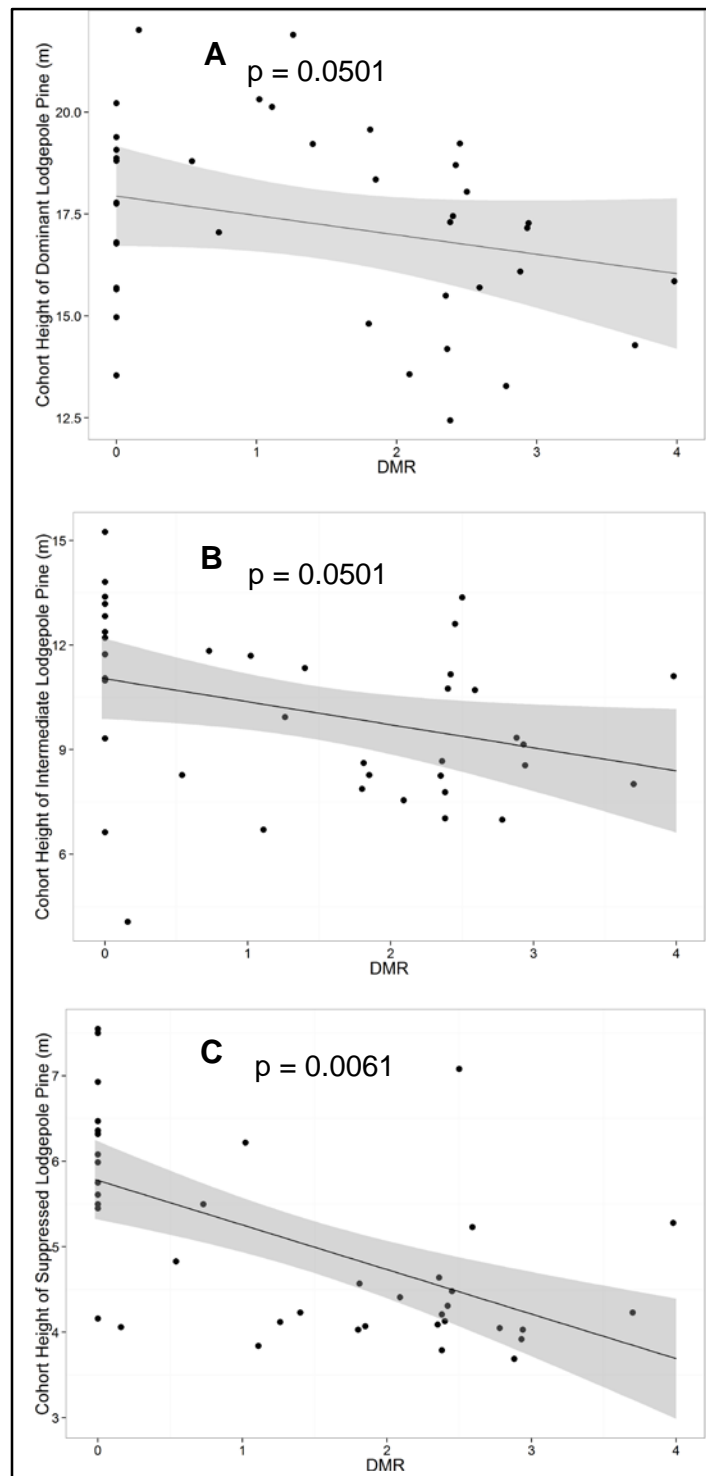 A
p = 0.0501
Cohort Height of Dominant Lodgepole Pine (m)
20.0
17.5
15.0
12.5
0 1 2 3 4
DMR
B
p = 0.0501
Cohort Height of Intermediate Lodgepole Pine (m)
15
12
9
6
0 1 2 3 4
DMR
C
p = 0.0061
Cohort Height of Suppressed Lodgepole Pine (m)
7
6
5
4
3
0 1 2 3 4
DMR